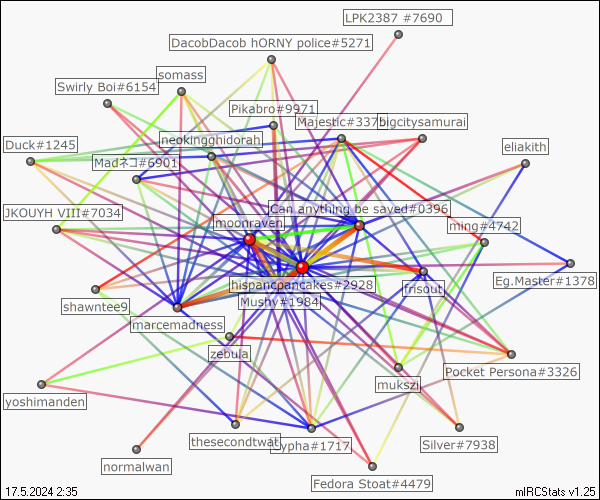 LPK2387 #7690
DacobDacob hORNY police#5271
somass
Swirly Boi#6154
Pikabro#9971
Majestic#3375
bigcitysamurai
neokingghidorah
Duck#1245
eliakith
Madネコ#6901
JKOUYH VIII#7034
Can anything be saved#0396
moonraven
ming#4742
hispancpancakes#2928
Eg.Master#1378
frisout
shawntee9
Mushy#1984
marcemadness
zebula
Pocket Persona#3326
mukszi
yoshimanden
thesecondtwat
Cypha#1717
Silver#7938
normalwan
Fedora Stoat#4479
17.5.2024 2:35
mIRCStats v1.25